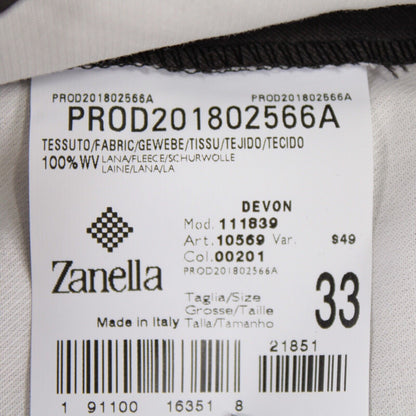 PROD201802566A PROD201802566A
PROD201802566A
TESSUTO/FABRIC/GEWEBE/TISSU/TEJIDO/TECIDO
100%WV LANA/FLEECE/SCHURWOLLE
LAINE/LANA/LA
DEVON
Mod. 111839
Art. 10569 Var. S49
Col. 00201
PROD201802566A
Zanella
Taglia/Size
Grosse/Taille
Talla/Tamanho
33
Made in Italy
21851
1 91100 16351 8